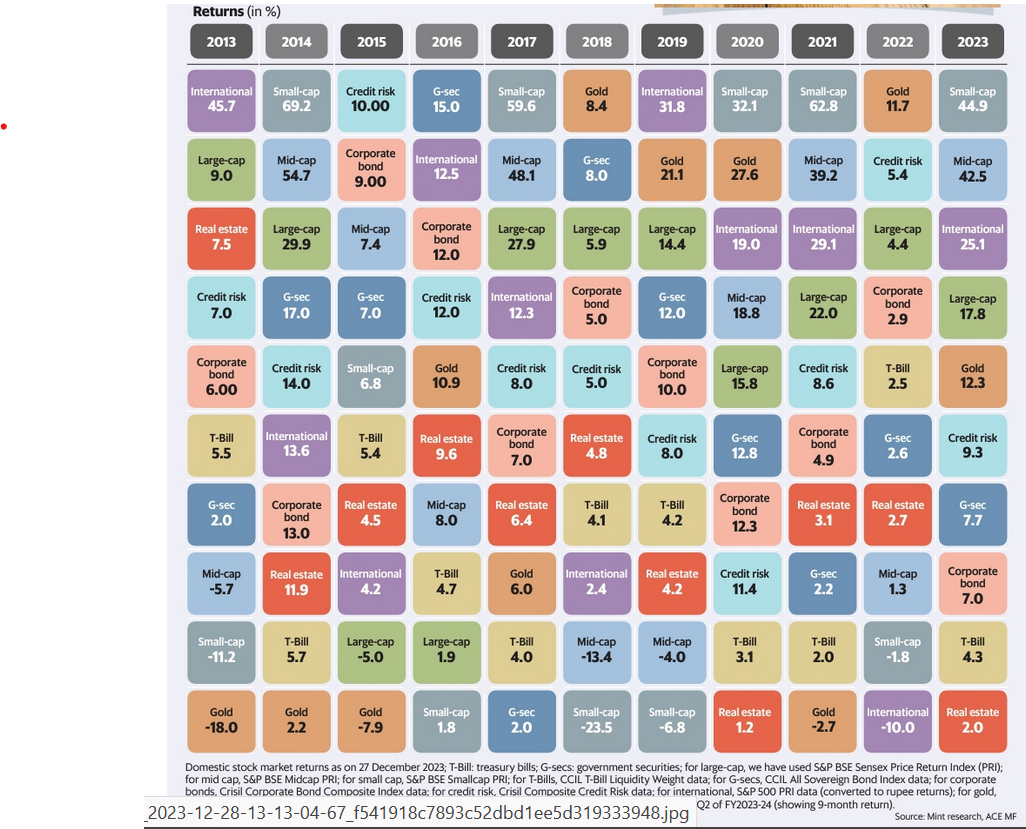 Returns (in %)
2013 2014 2015 2016 2017 2018 2019 2020 2021 2022 2023
International Small-cap Credit risk G-sec Small-cap Gold International Small-cap Small-cap Gold Small-cap
45.7 69.2 10.00 15.0 59.6 8.4 31.8 32.1 62.8 11.7 44.9
Large-cap Mid-cap Corporate bond International Mid-cap G-sec Gold Gold Mid-cap Credit risk Mid-cap
9.0 54.7 9.00 12.5 48.1 8.0 21.1 27.6 39.2 5.4 42.5
Real estate Large-cap Mid-cap Corporate bond Large-cap Large-cap Large-cap International International Large-cap International
7.5 29.9 7.4 12.0 27.9 5.9 14.4 19.0 29.1 4.4 25.1
Credit risk G-sec G-sec Credit risk International Corporate bond G-sec Mid-cap Large-cap Corporate bond Large-cap
7.0 17.0 7.0 12.0 12.3 5.0 12.0 18.8 22.0 2.9 17.8
Corporate bond Credit risk Small-cap Gold Credit risk Credit risk Corporate bond Large-cap Credit risk T-Bill Gold
6.00 14.0 6.8 10.9 8.0 5.0 10.0 15.8 8.6 2.5 12.3
T-Bill International T-Bill Real estate Corporate bond Real estate Credit risk G-sec Corporate bond G-sec Credit risk
5.5 13.6 5.4 9.6 7.0 4.8 8.0 12.8 4.9 2.6 9.3
G-sec Corporate bond Real estate Mid-cap Real estate T-Bill T-Bill Corporate bond Real estate Real estate G-sec
2.0 13.0 4.5 8.0 6.4 4.1 4.2 12.3 3.1 2.7 7.7
Mid-cap Real estate International T-Bill Gold International Real estate Credit risk G-sec Mid-cap Corporate bond
-5.7 11.9 4.2 4.7 6.0 2.4 4.2 11.4 2.2 1.3 7.0
Small-cap T-Bill Large-cap Large-cap T-Bill Mid-cap Mid-cap T-Bill T-Bill Small-cap T-Bill
-11.2 5.7 -5.0 1.9 4.0 -13.4 -4.0 3.1 2.0 -1.8 4.3
Gold Gold Gold Small-cap G-sec Small-cap Small-cap Real estate Gold International Real estate
-18.0 2.2 -7.9 1.8 2.0 -23.5 -6.8 1.2 -2.7 -10.0 2.0
Domestic stock market returns as on 27 December 2023; T-Bill: treasury bills; G-secs: government securities; for large-cap, we have used S&P BSE Sensex Price Return Index (PRI);
for mid cap, S&P BSE Midcap PRI; for small cap, S&P BSE Smallcap PRI; for T-Bills, CCIL T-Bill Liquidity Weight data; for G-secs, CCIL All Sovereign Bond Index data; for corporate
bonds, Crisil Corporate Bond Composite Index data; for credit risk, Crisil Composite Credit Risk data; for international, S&P 500 PRI data (converted to rupee returns); for gold,
Q2 of FY2023-24 (showing 9-month return).
_2023-12-28-13-13-04-67_f541918c7893c52dbd1ee5d319333948.jpg
Source: Mint research, ACE MF